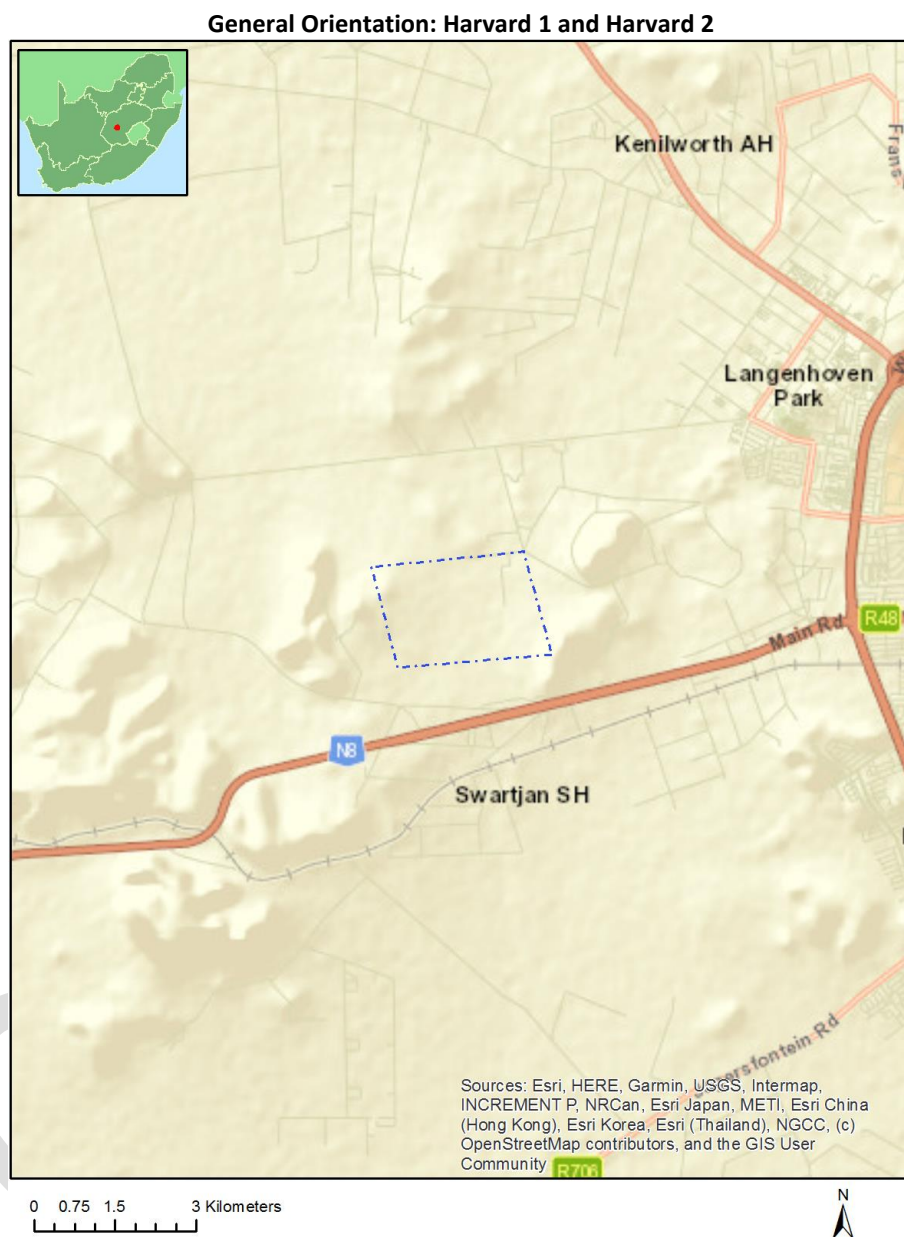 General Orientation: Harvard 1 and Harvard 2
Kenilworth AH
Frans
Langenhoven
Park
Main Rd
R48
N8
Swartjan SH
Sources: Esri, HERE, Garmin, USGS, Intermap,
INCREMENT P, NRCan, Esri Japan, METI, Esri China
(Hong Kong), Esri Korea, Esri (Thailand), NGCC, (c)
OpenStreetMap contributors, and the GIS User
Community
R706
0 0.75 1.5 3 Kilometers
N